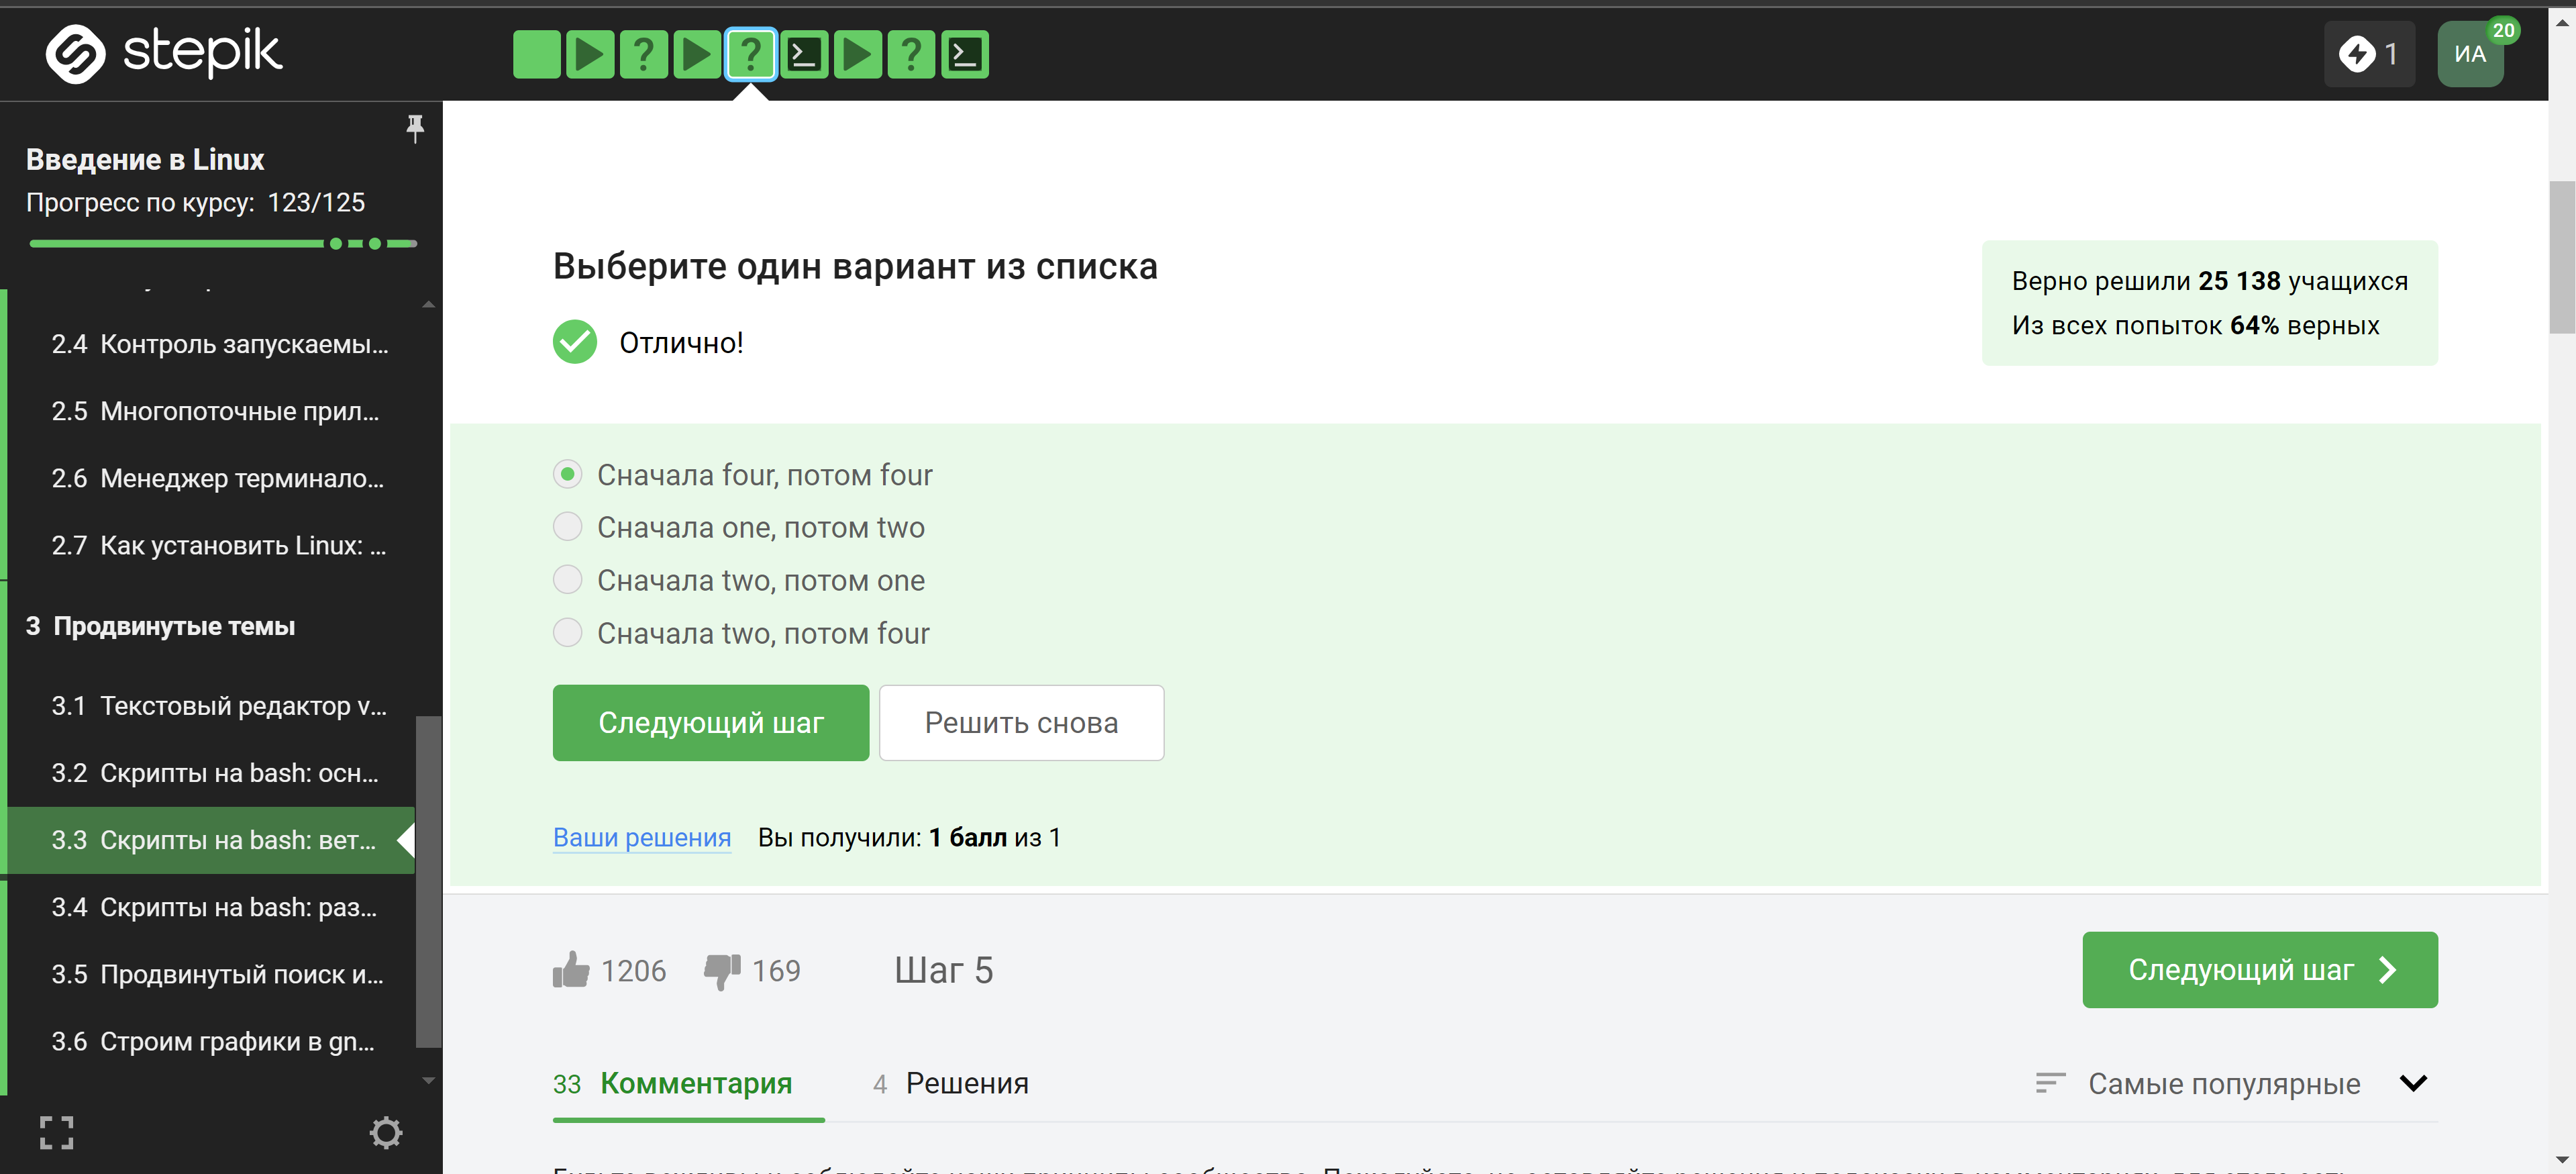 stepik
1
ИА
20
Введение в Linux
Прогресс по курсу: 123/125
2.4 Контроль запускаемы...
2.5 Многопоточные прил...
2.6 Менеджер терминало...
2.7 Как установить Linux: ...
3 Продвинутые темы
3.1 Текстовый редактор v...
3.2 Скрипты на bash: осн...
3.3 Скрипты на bash: вет...
3.4 Скрипты на bash: раз...
3.5 Продвинутый поиск и...
3.6 Строим графики в gn...
Выберите один вариант из списка
Отлично!
Верно решили 25 138 учащихся
Из всех попыток 64% верных
Сначала four, потом four
Сначала one, потом two
Сначала two, потом one
Сначала two, потом four
Следующий шаг
Решить снова
Ваши решения Вы получили: 1 балл из 1
1206 169 Шаг 5
Следующий шаг
33 Комментария 4 Решения
Самые популярные